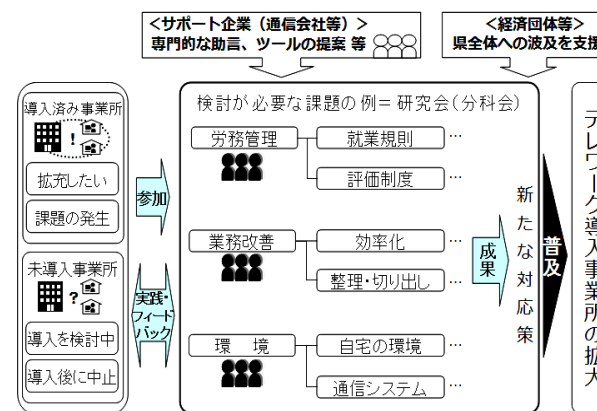 ＜サポート企業（通信会社等）＞
専門的な助言、ツールの提案 等
＜経済団体等＞
県全体への波及を支援
導入済み事業所
!
拡充したい
課題の発生
未導入事業所
?
導入を検討中
導入後に中止
参加
実践・
フィード
バック
検討が必要な課題の例＝研究会（分科会）
労務管理
就業規則 …
評価制度 …
業務改善
効率化 …
整理・切り出し …
環　境
自宅の環境 …
通信システム …
成果
新たな対応策
普及
テレワーク導入事業所の拡大